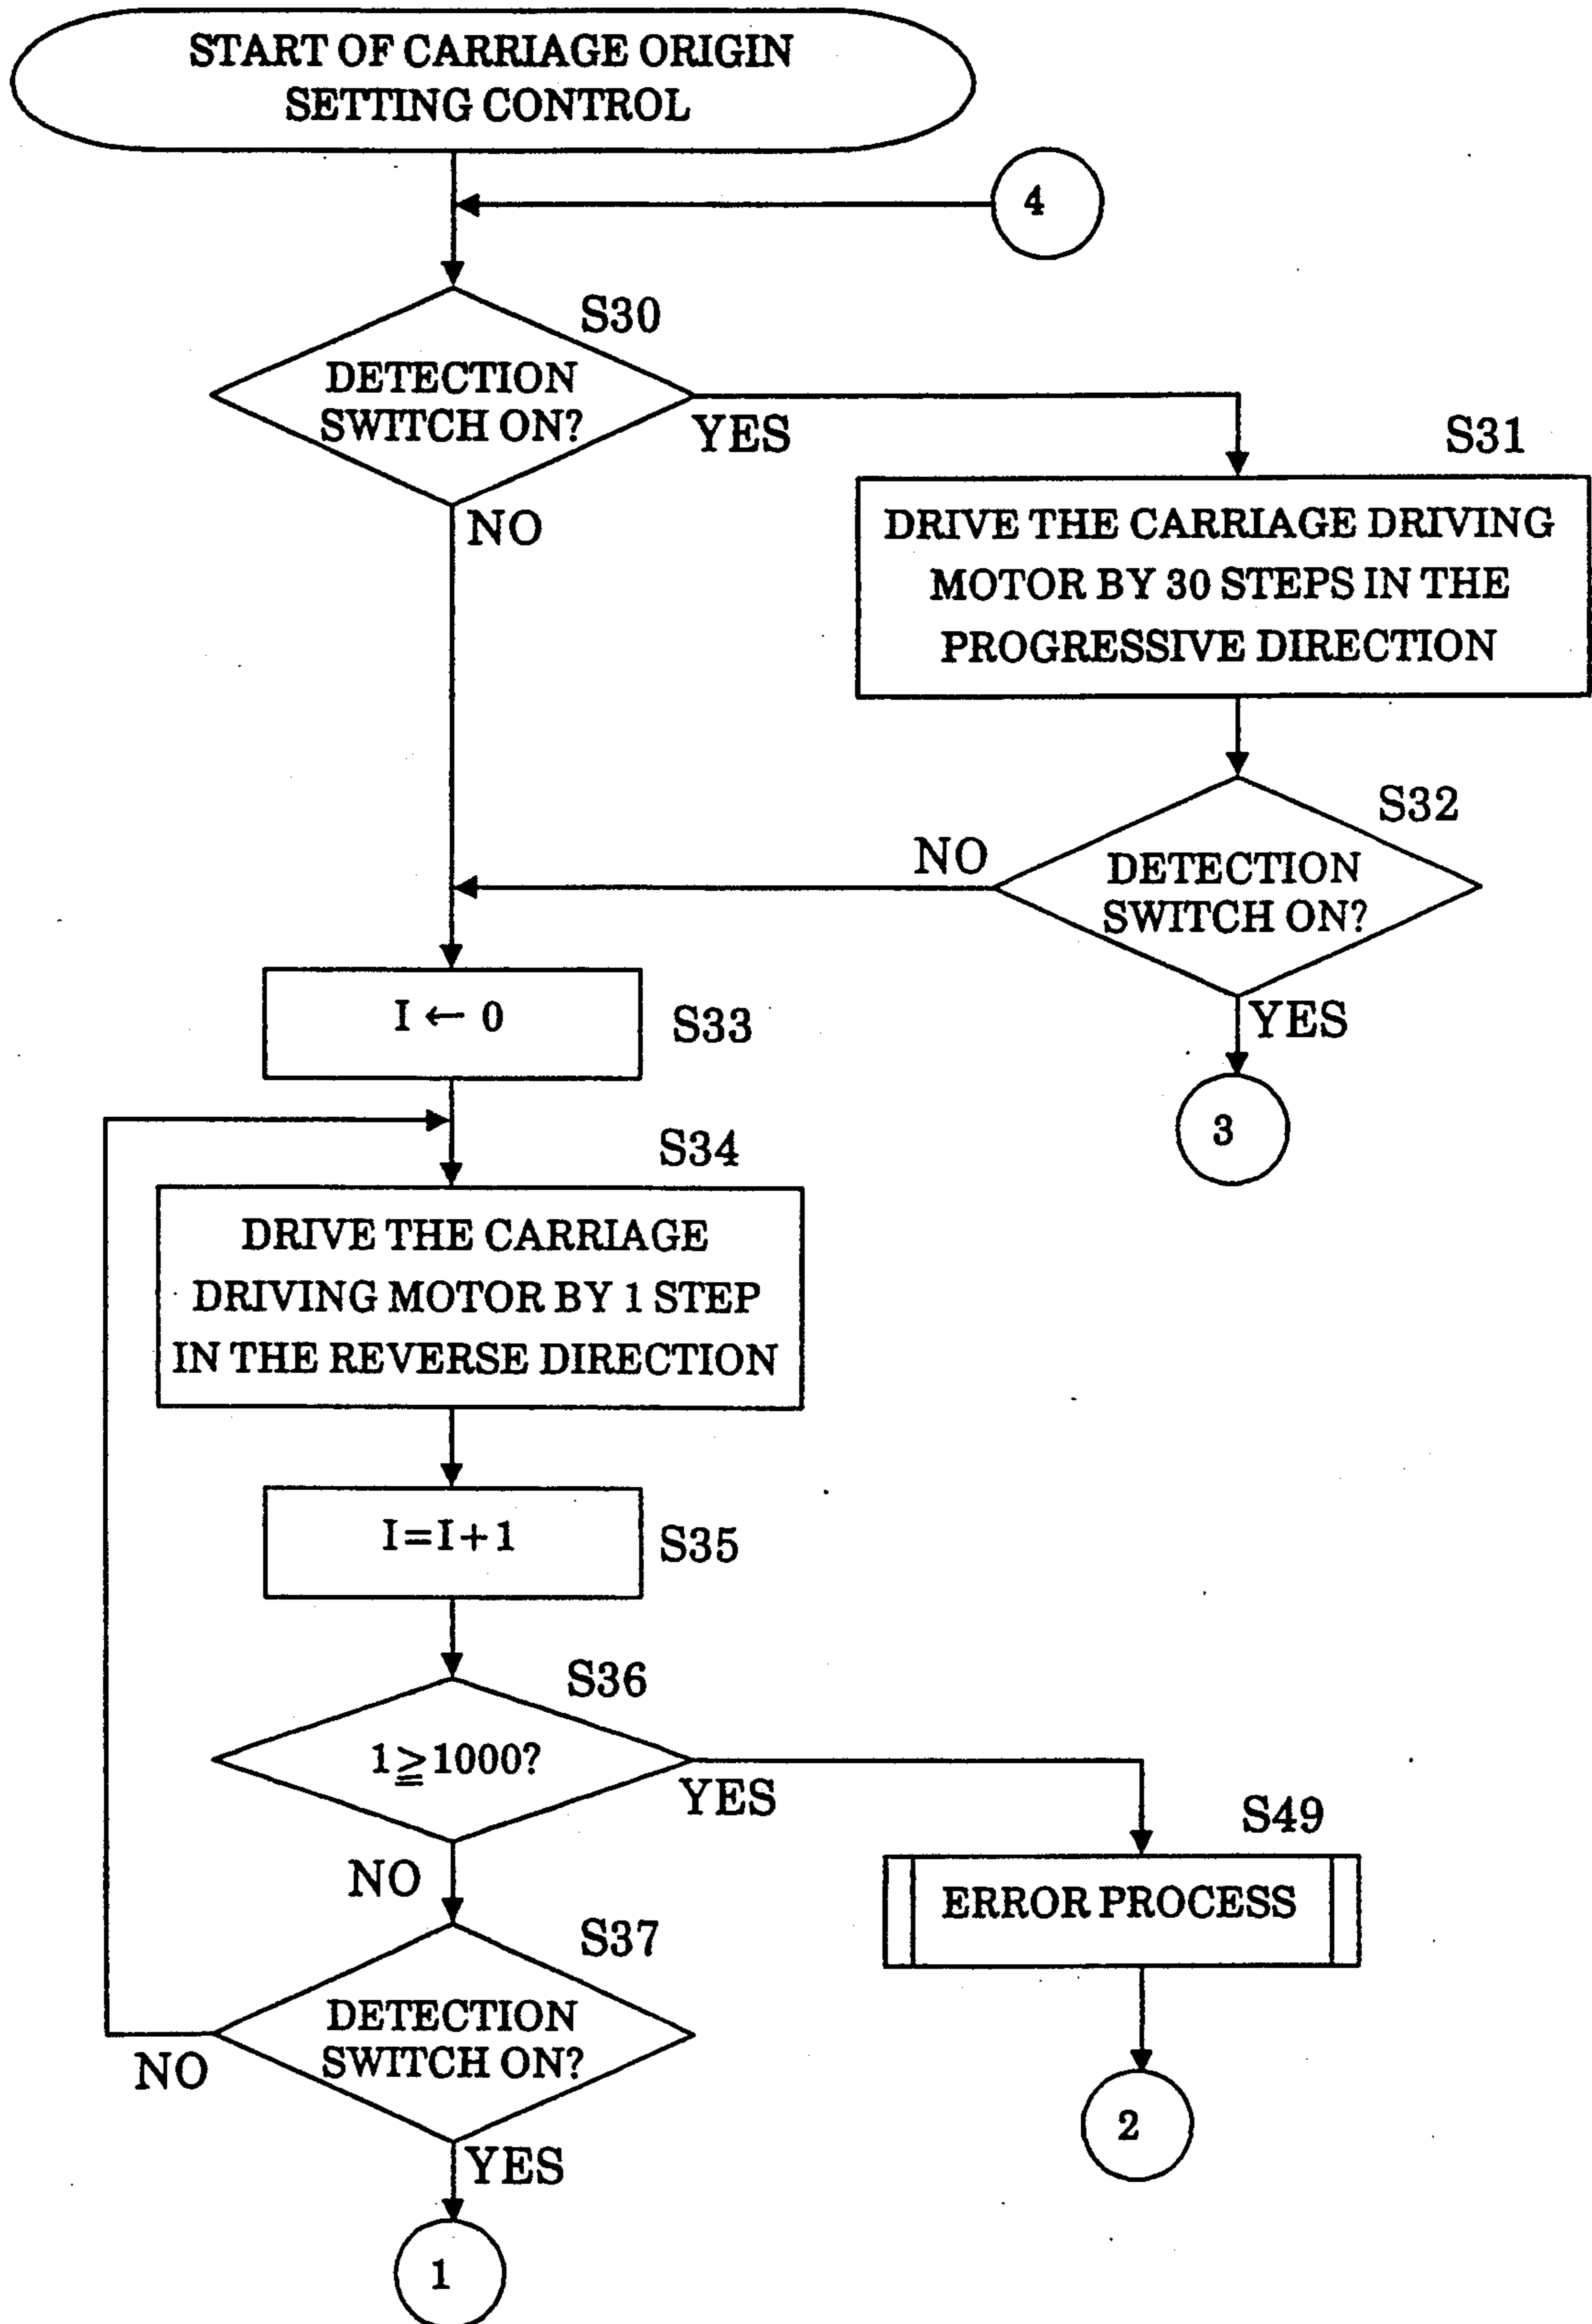 START OF CARRIAGE ORIGIN
SETTING CONTROL
4
S30
DETECTION
SWITCH ON?
YES
NO
S31
DRIVE THE CARRIAGE DRIVING
MOTOR BY 30 STEPS IN THE
PROGRESSIVE DIRECTION
S32
DETECTION
SWITCH ON?
NO
YES
3
I ← 0
S33
S34
DRIVE THE CARRIAGE
DRIVING MOTOR BY 1 STEP
IN THE REVERSE DIRECTION
I=I+1
S35
S36
1≧1000?
YES
NO
S49
ERROR PROCESS
2
S37
DETECTION
SWITCH ON?
NO
YES
1